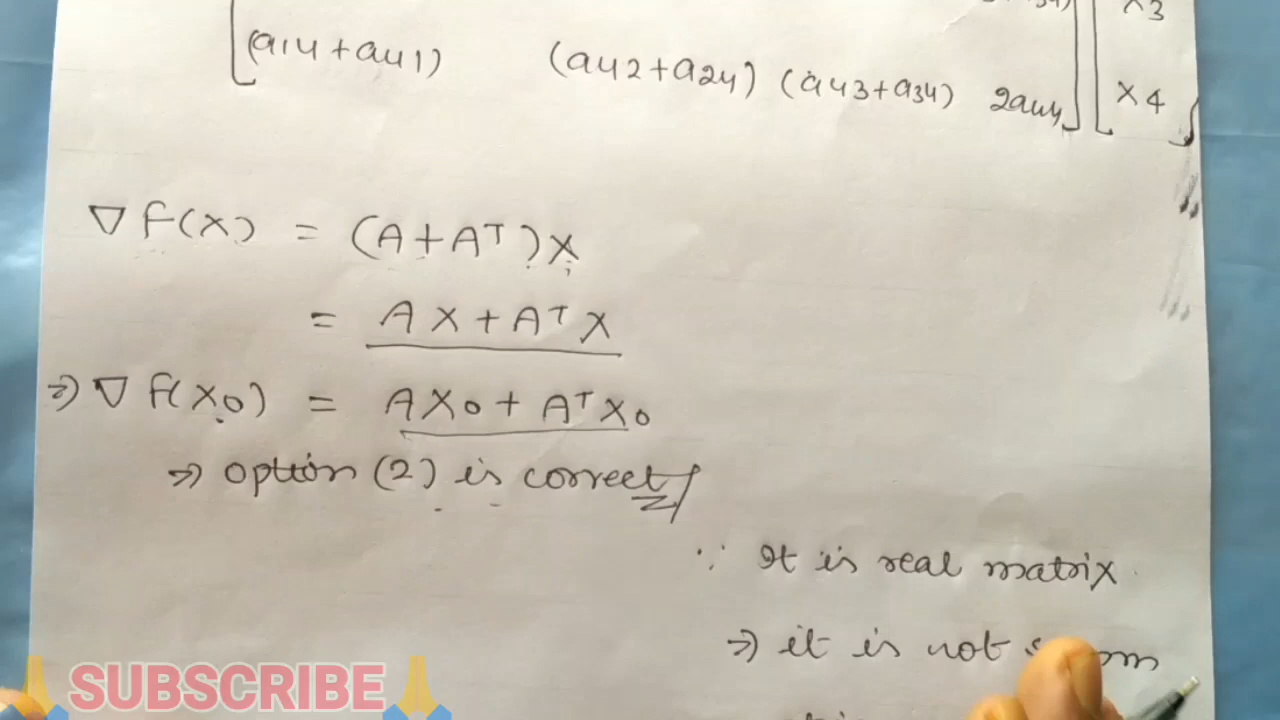 x3
(a14+a41) (a42+a24) (a43+a34) 2a44 x4
∇ f(x) = (A+Aᵀ)x
= Ax+Aᵀx
⇒ ∇ f(x0) = Ax0+Aᵀx0
⇒ option (2) is correct
∵ It is real matrix
⇒ it is not
SUBSCRIBE